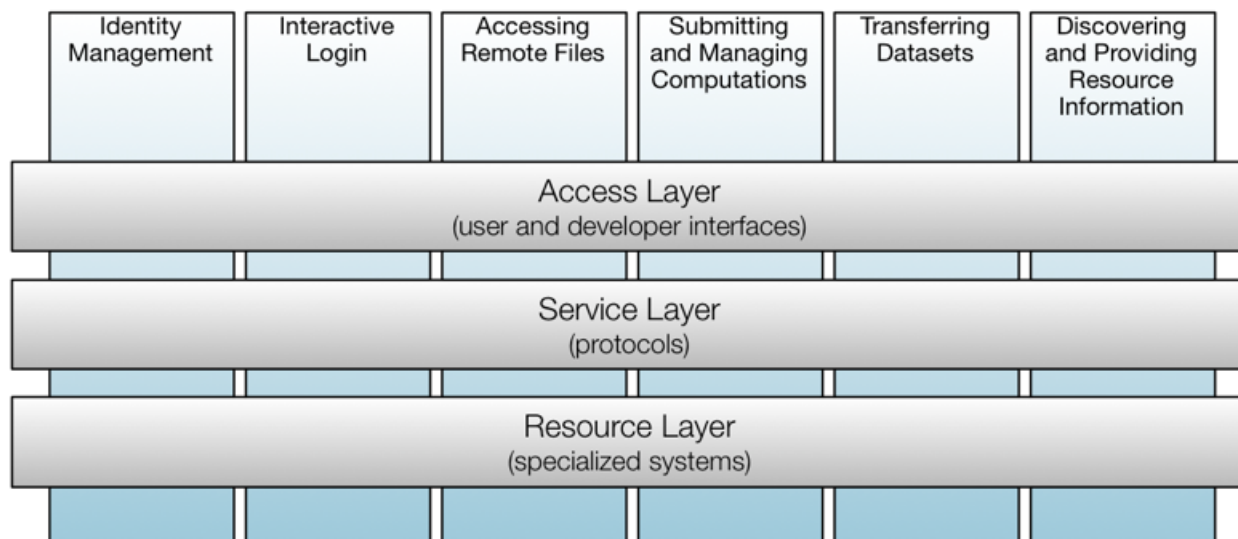 Identity
Management
Interactive
Login
Accessing
Remote Files
Submitting
and Managing
Computations
Transferring
Datasets
Discovering
and Providing
Resource
Information
Access Layer
(user and developer interfaces)
Service Layer
(protocols)
Resource Layer
(specialized systems)